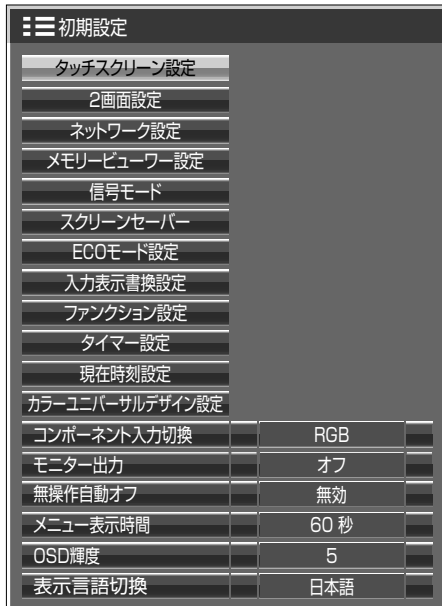 初期設定
タッチスクリーン設定
2画面設定
ネットワーク設定
メモリービューワー設定
信号モード
スクリーンセーバー
ECOモード設定
入力表示書換設定
ファンクション設定
タイマー設定
現在時刻設定
カラーユニバーサルデザイン設定
コンポーネント入力切換 RGB
モニター出力 オフ
無操作自動オフ 無効
メニュー表示時間 60 秒
OSD輝度 5
表示言語切換 日本語